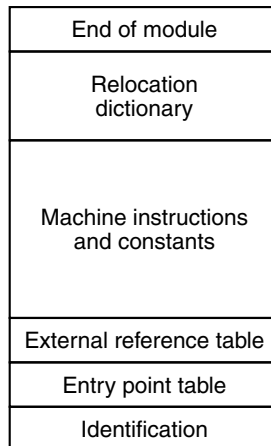 End of module
Relocation
dictionary
Machine instructions
and constants
External reference table
Entry point table
Identification